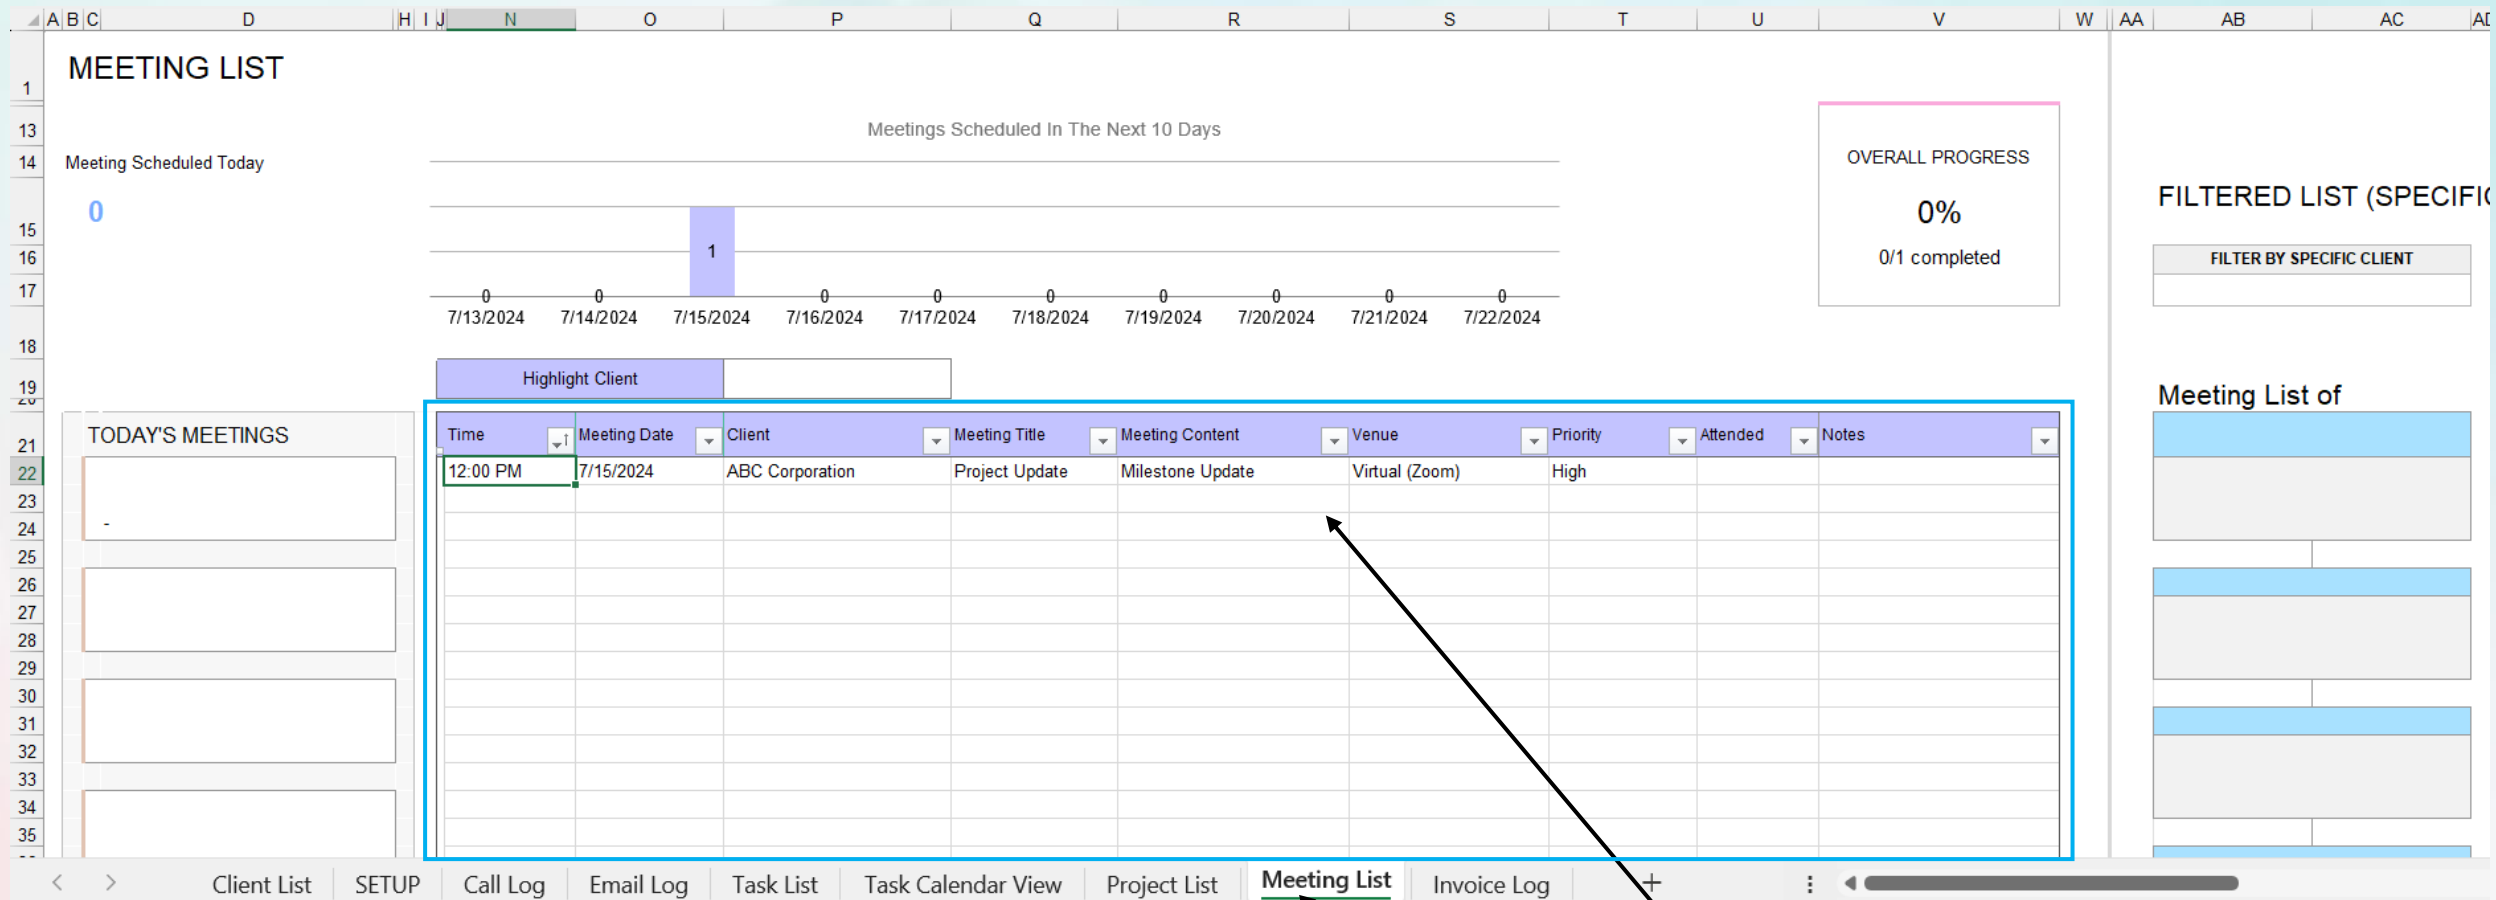 A B C D H I J N O P Q R S T U V W AA AB AC AD
1 MEETING LIST
13 Meetings Scheduled In The Next 10 Days
14 Meeting Scheduled Today OVERALL PROGRESS
0 0% FILTERED LIST (SPECIFIC
15
16 1 0/1 completed FILTER BY SPECIFIC CLIENT
17 0 0 0 0 0 0 0 0 0
7/13/2024 7/14/2024 7/15/2024 7/16/2024 7/17/2024 7/18/2024 7/19/2024 7/20/2024 7/21/2024 7/22/2024
18
19 Highlight Client
20 Meeting List of
21 TODAY'S MEETINGS Time Meeting Date Client Meeting Title Meeting Content Venue Priority Attended Notes
22 12:00 PM 7/15/2024 ABC Corporation Project Update Milestone Update Virtual (Zoom) High
23
24 -
25
26
27
28
29
30
31
32
33
34
35
Client List SETUP Call Log Email Log Task List Task Calendar View Project List Meeting List Invoice Log +